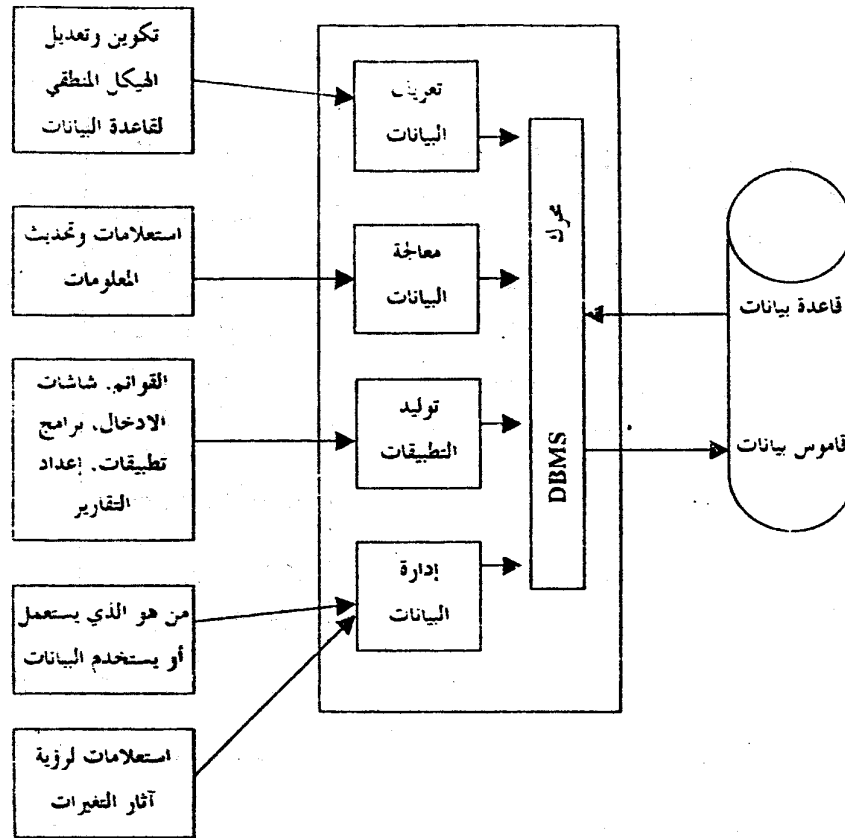 تكوين وتعديل
الهيكل المنطقي
لقاعدة البيانات
استعلامات وتحديث
المعلومات
القوائم. شاشات
الادخال. برامج
تطبيقات. إعداد
التقارير
من هو الذي يستعمل
أو يستخدم البيانات
استعلامات لرؤية
آثار التغيرات
تعريف
البيانات
معالجة
البيانات
توليد
التطبيقات
إدارة
البيانات
محرك
DBMS
قاعدة بيانات
قاموس بيانات